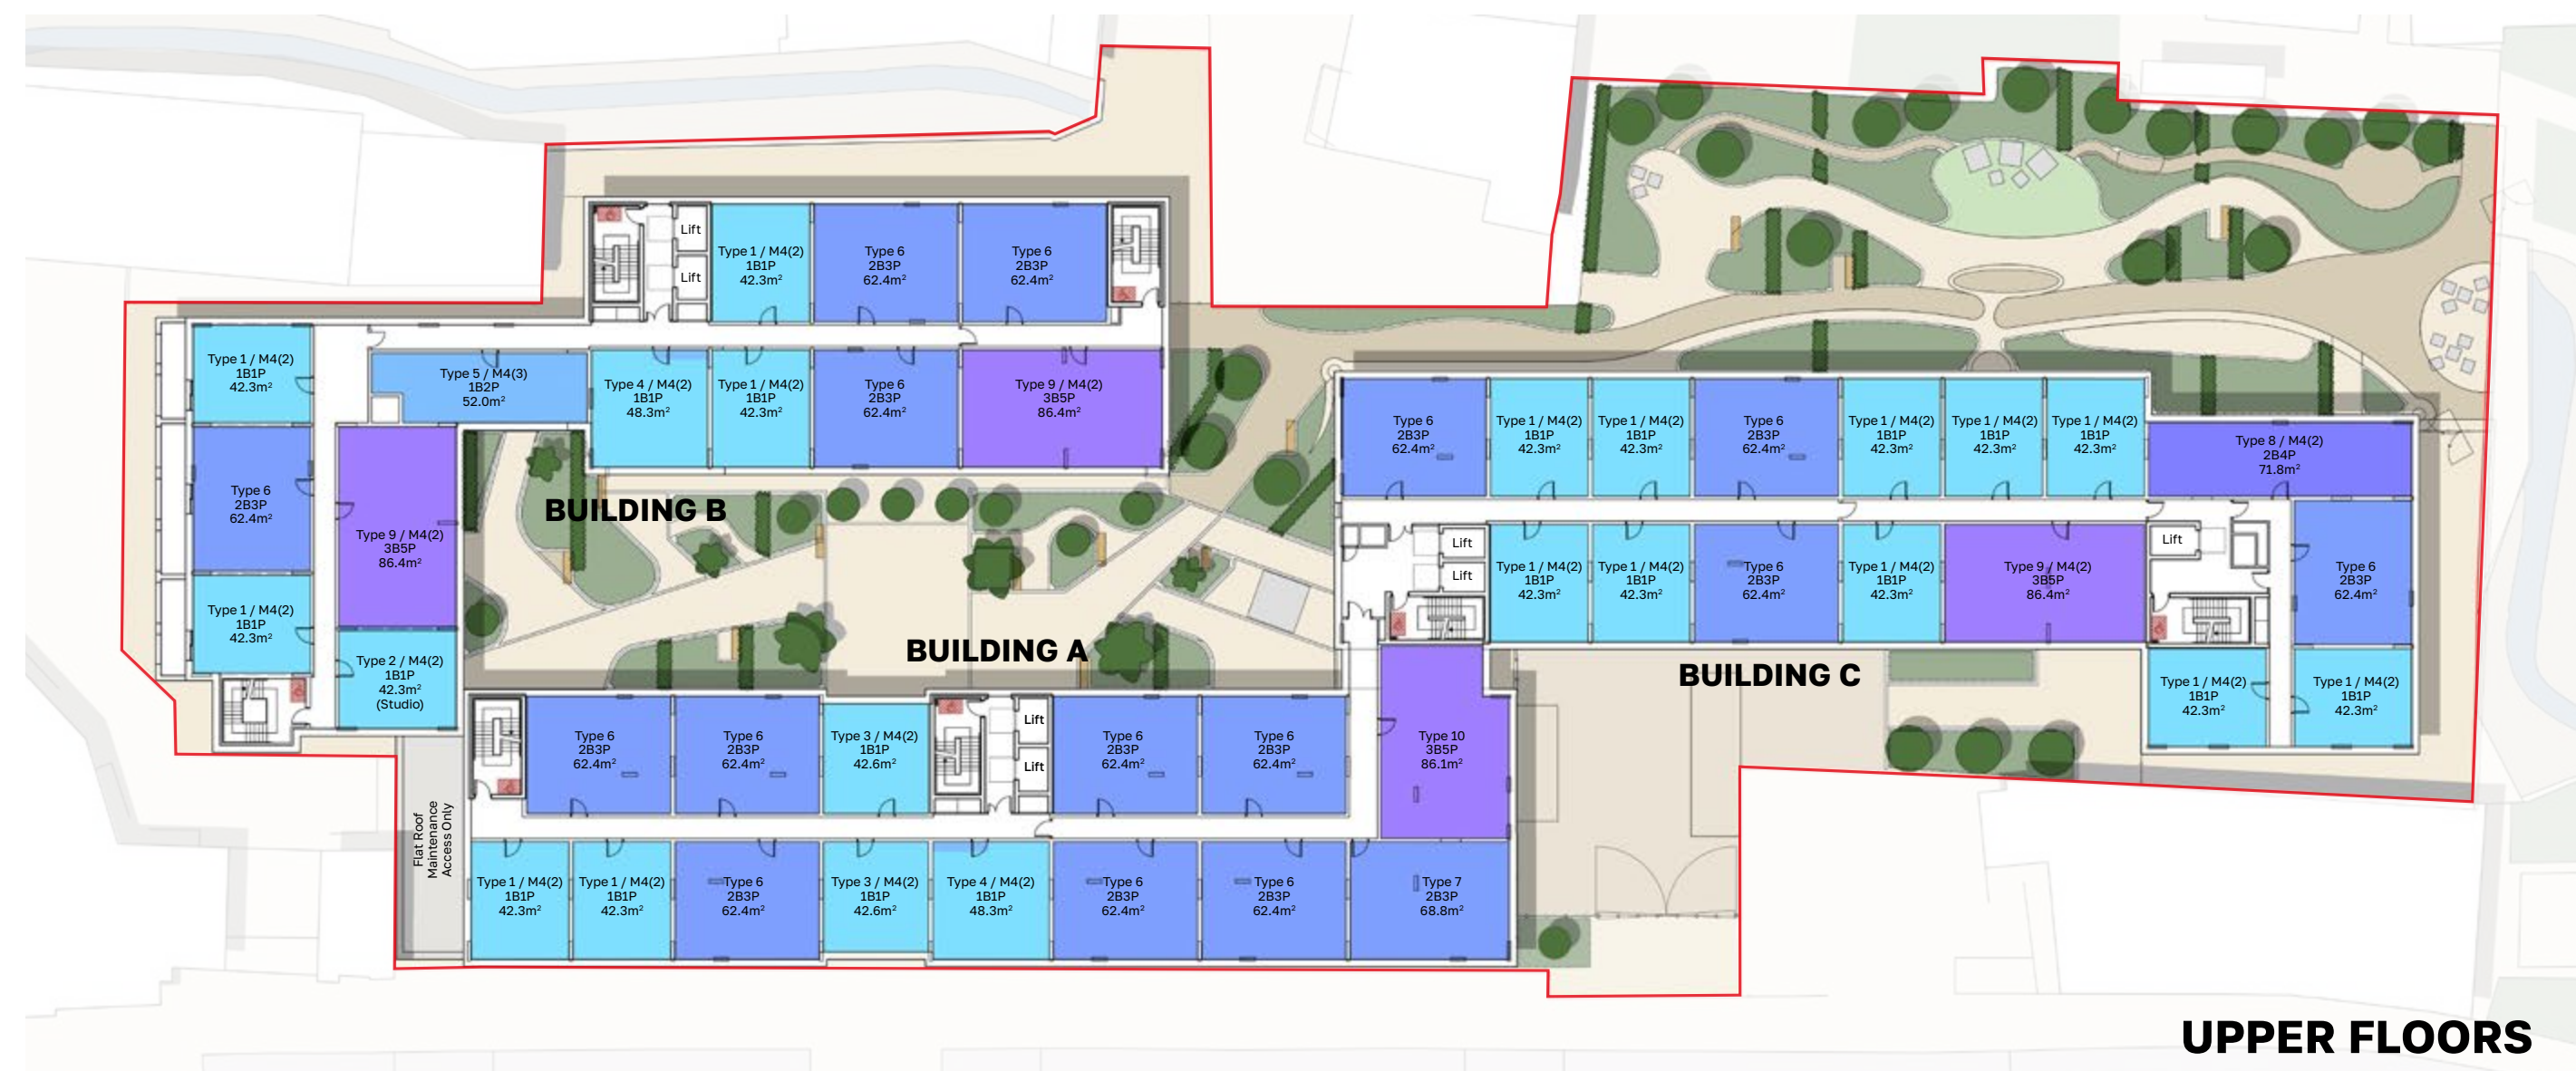 Lift
Lift
Type 1 / M4(2)
1B1P
42.3m²
Type 6
2B3P
62.4m²
Type 6
2B3P
62.4m²
Type 1 / M4(2)
1B1P
42.3m²
Type 5 / M4(3)
1B2P
52.0m²
Type 4 / M4(2)
1B1P
48.3m²
Type 1 / M4(2)
1B1P
42.3m²
Type 6
2B3P
62.4m²
Type 9 / M4(2)
3B5P
86.4m²
Type 6
2B3P
62.4m²
Type 9 / M4(2)
3B5P
86.4m²
Type 1 / M4(2)
1B1P
42.3m²
Type 2 / M4(2)
1B1P
42.3m²
(Studio)
BUILDING B
BUILDING A
Type 6
2B3P
62.4m²
Type 1 / M4(2)
1B1P
42.3m²
Type 1 / M4(2)
1B1P
42.3m²
Type 6
2B3P
62.4m²
Type 1 / M4(2)
1B1P
42.3m²
Type 1 / M4(2)
1B1P
42.3m²
Type 1 / M4(2)
1B1P
42.3m²
Type 8 / M4(2)
2B4P
71.8m²
Lift
Lift
Type 1 / M4(2)
1B1P
42.3m²
Type 1 / M4(2)
1B1P
42.3m²
Type 6
2B3P
62.4m²
Type 1 / M4(2)
1B1P
42.3m²
Type 9 / M4(2)
3B5P
86.4m²
Lift
Type 6
2B3P
62.4m²
BUILDING C
Type 1 / M4(2)
1B1P
42.3m²
Type 1 / M4(2)
1B1P
42.3m²
Flat Roof
Maintenance
Access Only
Type 6
2B3P
62.4m²
Type 6
2B3P
62.4m²
Type 3 / M4(2)
1B1P
42.6m²
Lift
Lift
Type 6
2B3P
62.4m²
Type 6
2B3P
62.4m²
Type 10
3B5P
86.1m²
Type 1 / M4(2)
1B1P
42.3m²
Type 1 / M4(2)
1B1P
42.3m²
Type 6
2B3P
62.4m²
Type 3 / M4(2)
1B1P
42.6m²
Type 4 / M4(2)
1B1P
48.3m²
Type 6
2B3P
62.4m²
Type 6
2B3P
62.4m²
Type 7
2B3P
68.8m²
UPPER FLOORS